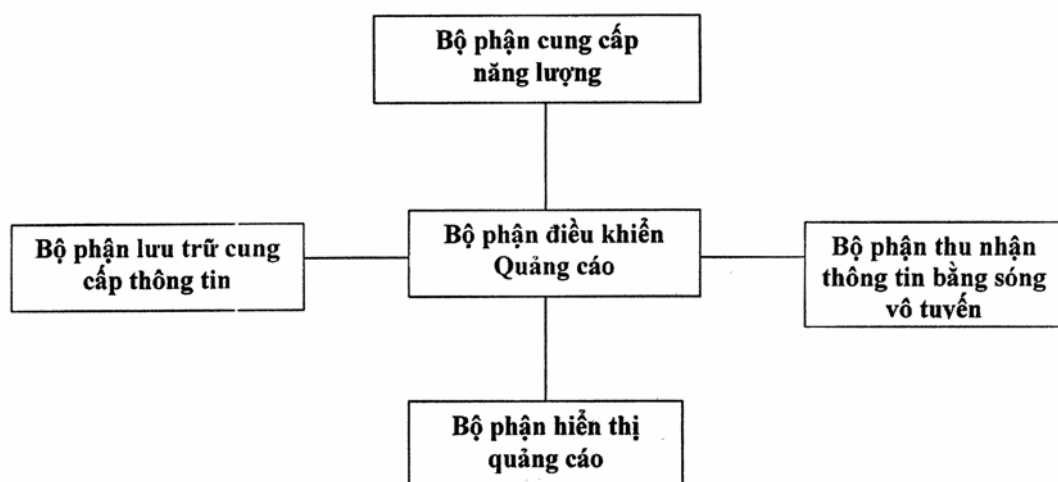 Bộ phận cung cấp
năng lượng
Bộ phận lưu trữ cung
cấp thông tin
Bộ phận điều khiển
Quảng cáo
Bộ phận thu nhận
thông tin bằng sóng
vô tuyến
Bộ phận hiển thị
quảng cáo